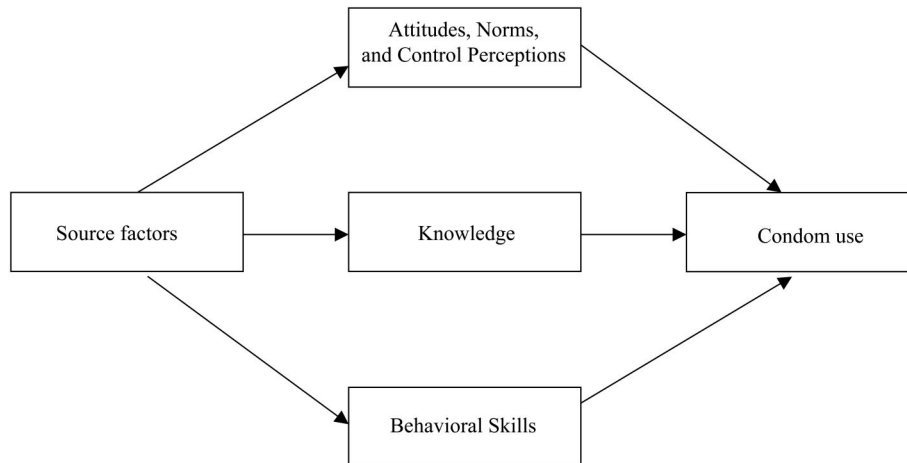 Attitudes, Norms,
and Control Perceptions
Source factors
Knowledge
Condom use
Behavioral Skills